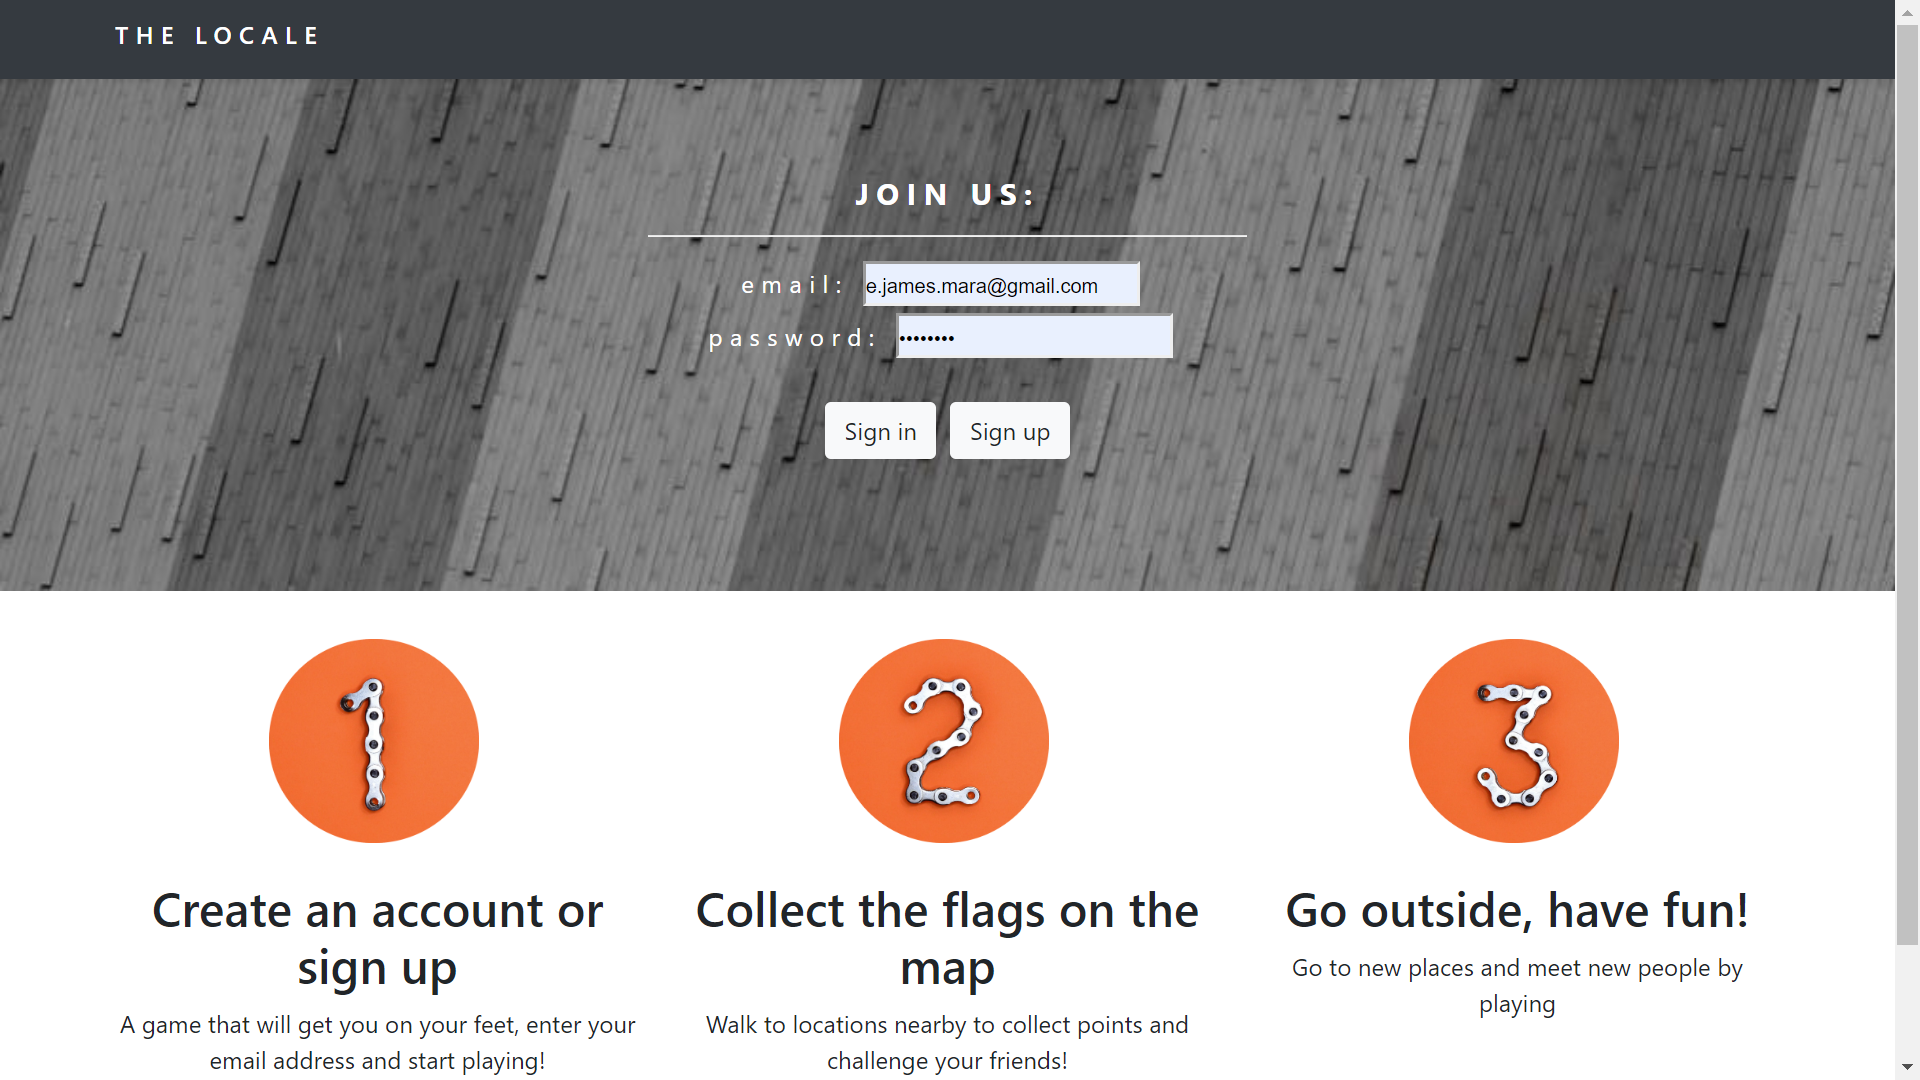 THE LOCALE
JOIN US:
email: e.james.mara@gmail.com
password: ••••••••
Sign in Sign up
1 2 3
Create an account or
sign up
A game that will get you on your feet, enter your
email address and start playing!
Collect the flags on the
map
Walk to locations nearby to collect points and
challenge your friends!
Go outside, have fun!
Go to new places and meet new people by
playing